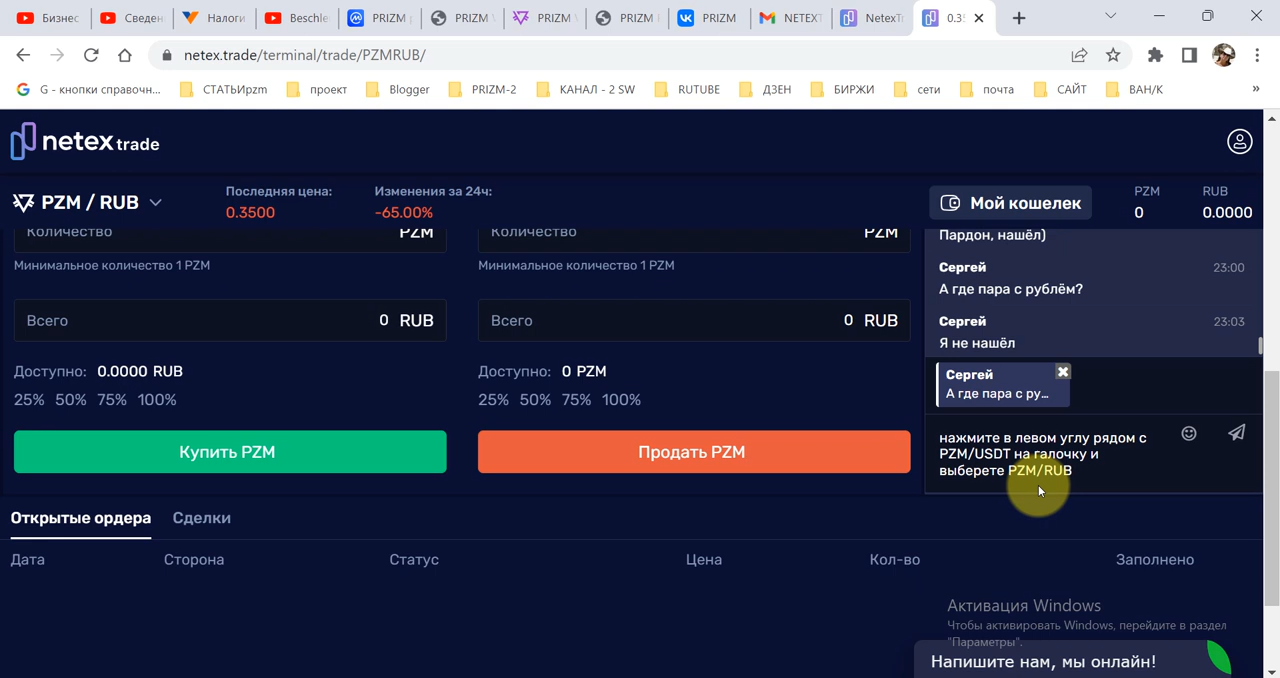 Бизнес
Сведен
Налоги
Beschle
PRIZM
PRIZM
PRIZM
PRIZM
PRIZM
NETEXT
NetexTr
0.35
netex.trade/terminal/trade/PZMRUB/
G - кнопки справочн...
СТАТЬИpzm
проект
Blogger
PRIZM-2
КАНАЛ - 2 SW
RUTUBE
ДЗЕН
БИРЖИ
сети
почта
САЙТ
ВАН/К
»
netex trade
PZM / RUB
Последняя цена:
0.3500
Изменения за 24ч:
-65.00%
Мой кошелек
PZM
0
RUB
0.0000
Количество
PZM
Минимальное количество 1 PZM
Всего
0 RUB
Доступно: 0.0000 RUB
25% 50% 75% 100%
Купить PZM
Количество
PZM
Минимальное количество 1 PZM
Всего
0 RUB
Доступно: 0 PZM
25% 50% 75% 100%
Продать PZM
Пардон, нашёл)
Сергей 23:00
А где пара с рублём?
Сергей 23:03
Я не нашёл
Сергей
А где пара с ру...
нажмите в левом углу рядом с
PZM/USDT на галочку и
выберете PZM/RUB
Открытые ордера
Сделки
Дата
Сторона
Статус
Цена
Кол-во
Заполнено
Активация Windows
Чтобы активировать Windows, перейдите в раздел
"Параметры".
Напишите нам, мы онлайн!